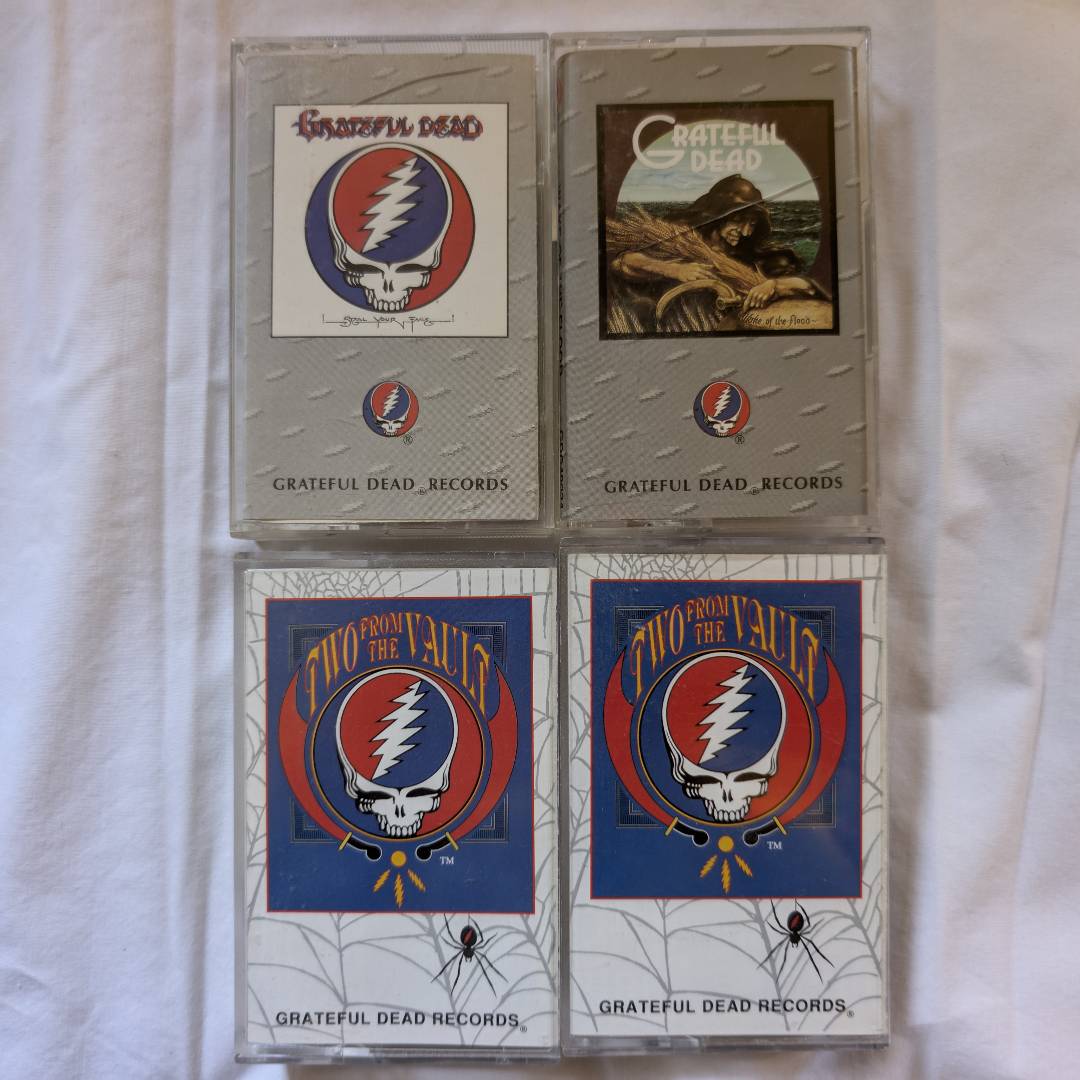 GRATEFUL DEAD
STEAL YOUR FACE
®
GRATEFUL DEAD® RECORDS
GRATEFUL
DEAD
Wake of the Flood
®
GRATEFUL DEAD® RECORDS
TWO FROM THE VAULT
TM
GRATEFUL DEAD RECORDS®
TWO FROM THE VAULT
TM
GRATEFUL DEAD RECORDS®